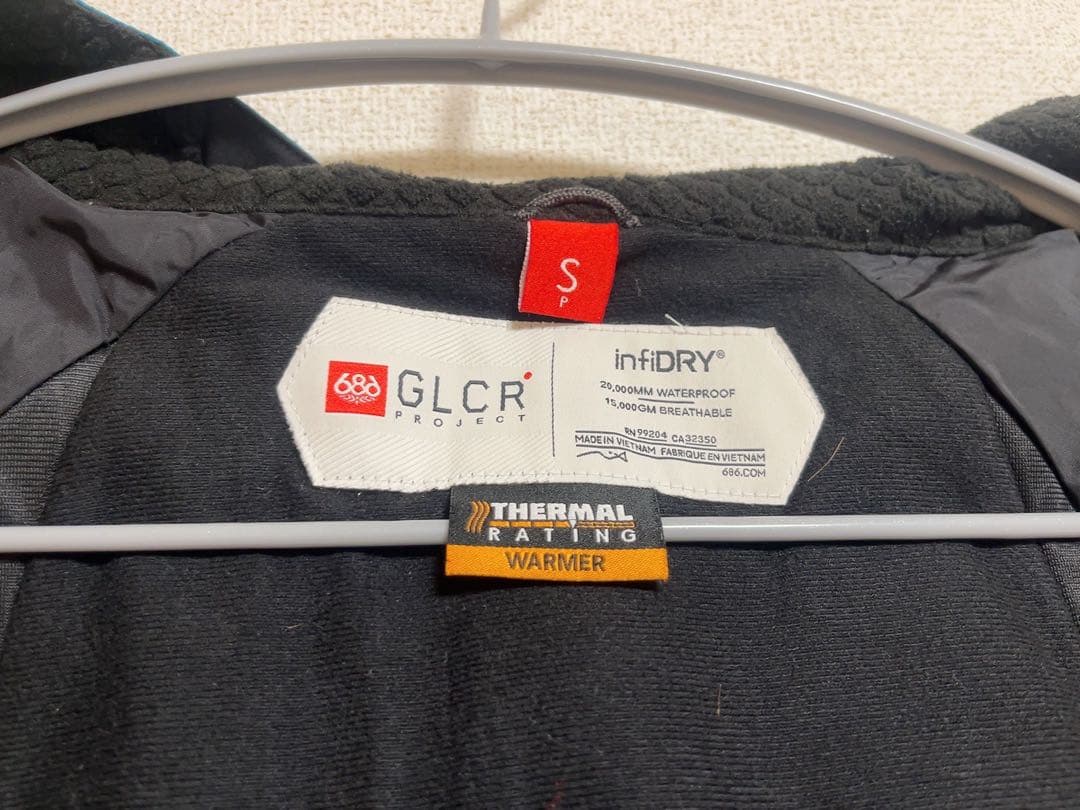 S
P
686
GLCR
PROJECT
infiDRY®
20,000MM WATERPROOF
15,000GM BREATHABLE
RN 99204 CA32350
MADE IN VIETNAM FABRIQUE EN VIETNAM
686.COM
THERMAL
RATING
WARMER